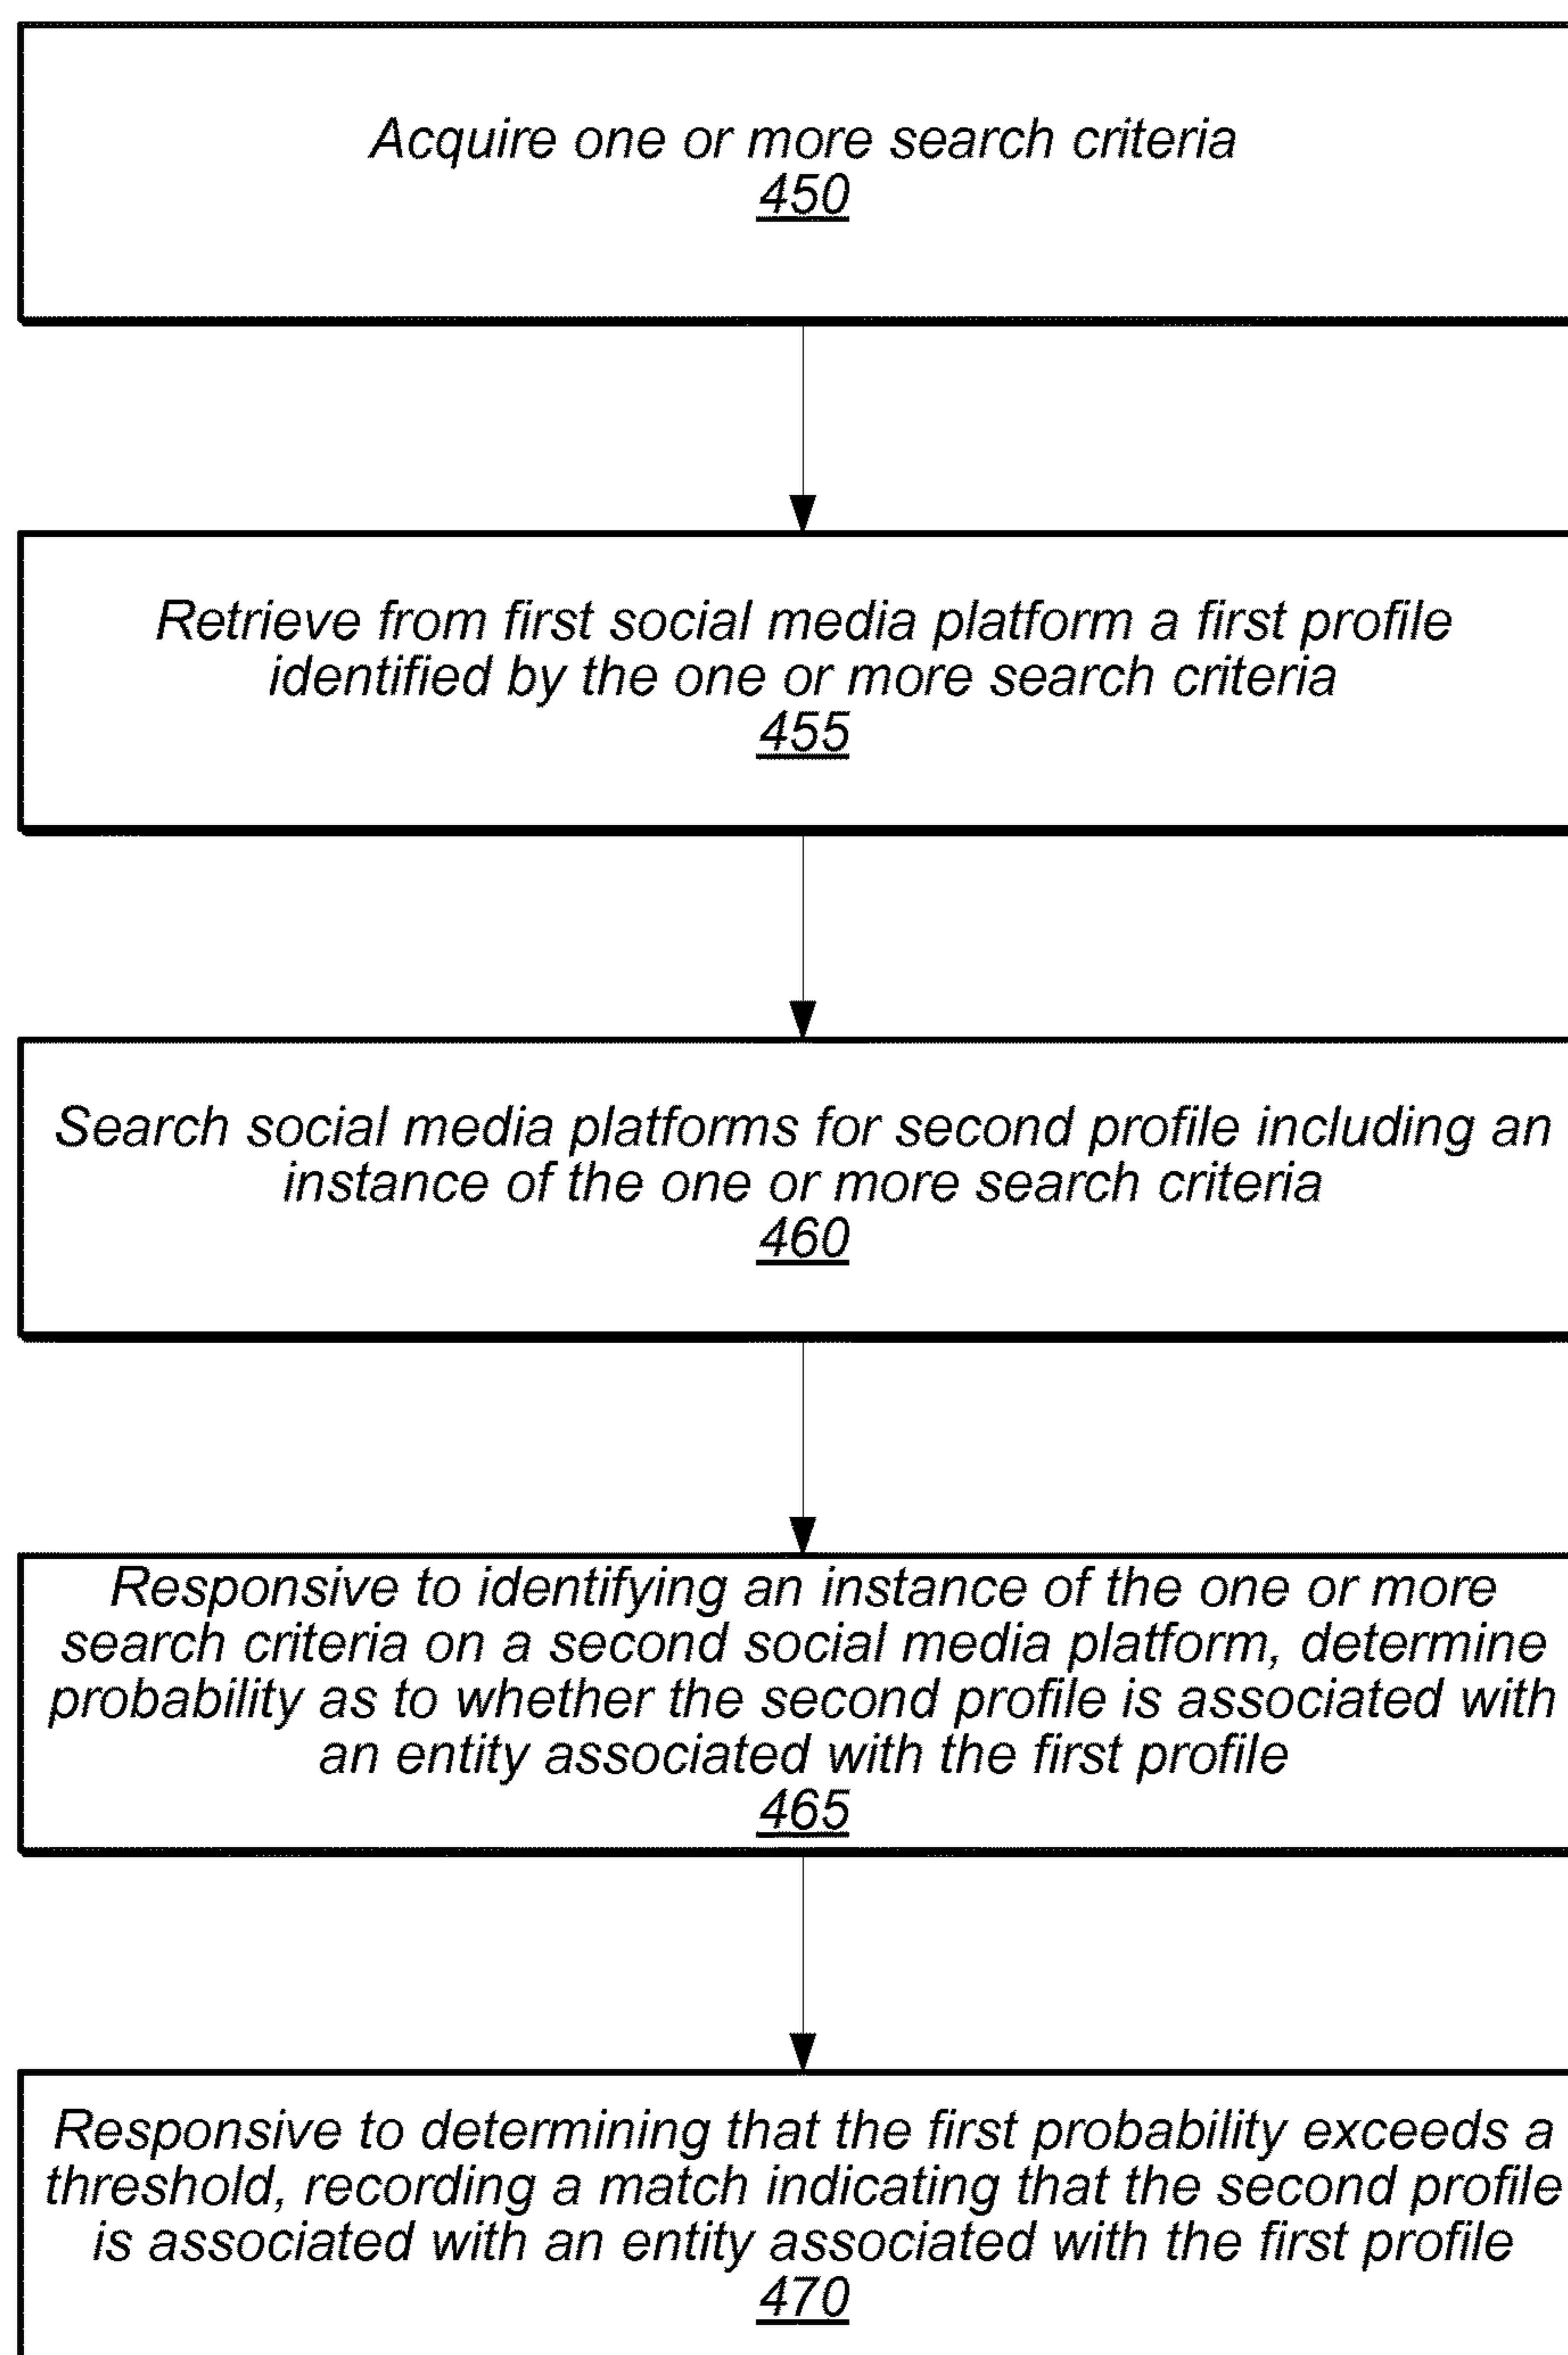 Acquire one or more search criteria
450
Retrieve from first social media platform a first profile
identified by the one or more search criteria
455
Search social media platforms for second profile including an
instance of the one or more search criteria
460
Responsive to identifying an instance of the one or more
search criteria on a second social media platform, determine
probability as to whether the second profile is associated with
an entity associated with the first profile
465
Responsive to determining that the first probability exceeds a
threshold, recording a match indicating that the second profile
is associated with an entity associated with the first profile
470